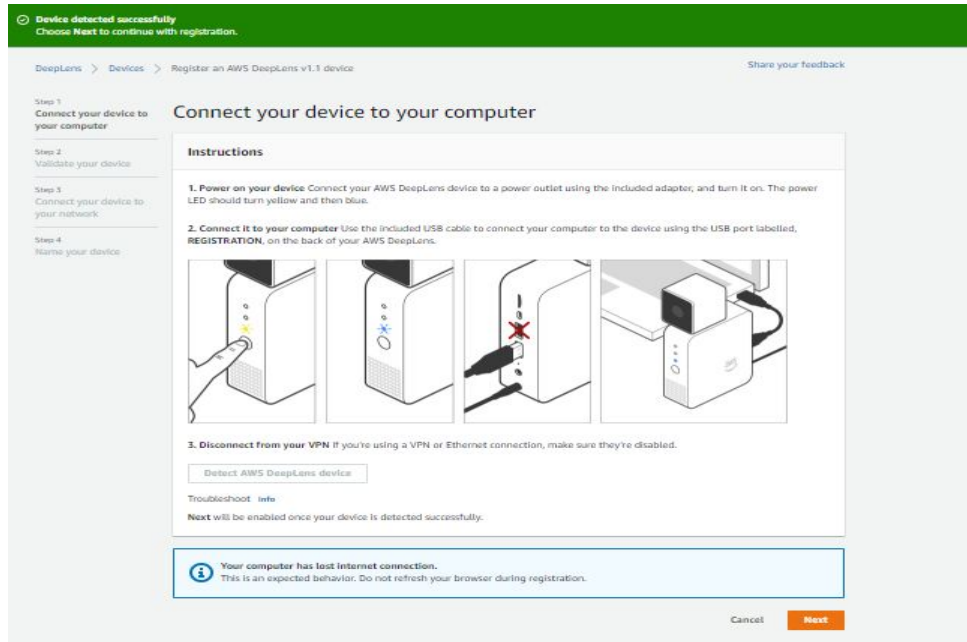 Device detected successfully
Choose Next to continue with registration.
DeepLens > Devices > Register an AWS DeepLens v1.1 device
Share your feedback
Step 1
Connect your device to
your computer
Step 2
Validate your device
Step 3
Connect your device to
your network
Step 4
Name your device
Connect your device to your computer
Instructions
1. Power on your device Connect your AWS DeepLens device to a power outlet using the included adapter, and turn it on. The power
LED should turn yellow and then blue.
2. Connect it to your computer Use the included USB cable to connect your computer to the device using the USB port labelled,
REGISTRATION, on the back of your AWS DeepLens.
aws
3. Disconnect from your VPN If you're using a VPN or Ethernet connection, make sure they're disabled.
Detect AWS DeepLens device
Troubleshoot Info
Next will be enabled once your device is detected successfully.
Your computer has lost internet connection.
This is an expected behavior. Do not refresh your browser during registration.
Cancel
Next